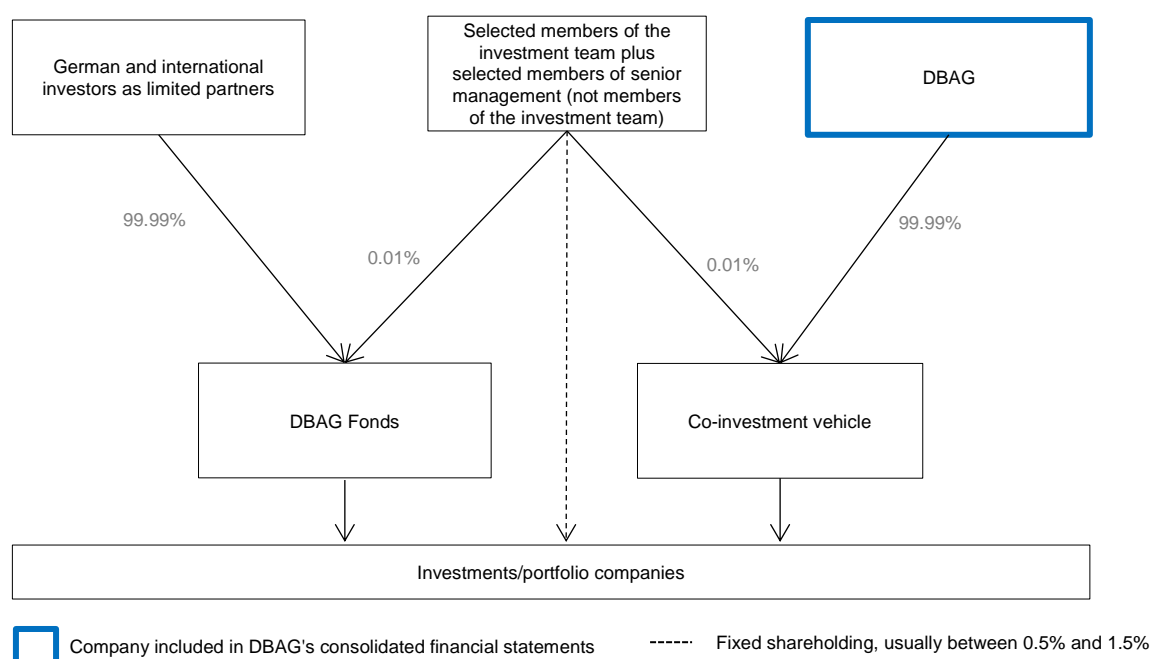 German and international
investors as limited partners
Selected members of the
investment team plus
selected members of senior
management (not members
of the investment team)
DBAG
99.99%
0.01%
0.01%
99.99%
DBAG Fonds
Co-investment vehicle
Investments/portfolio companies
Company included in DBAG's consolidated financial statements
Fixed shareholding, usually between 0.5% and 1.5%